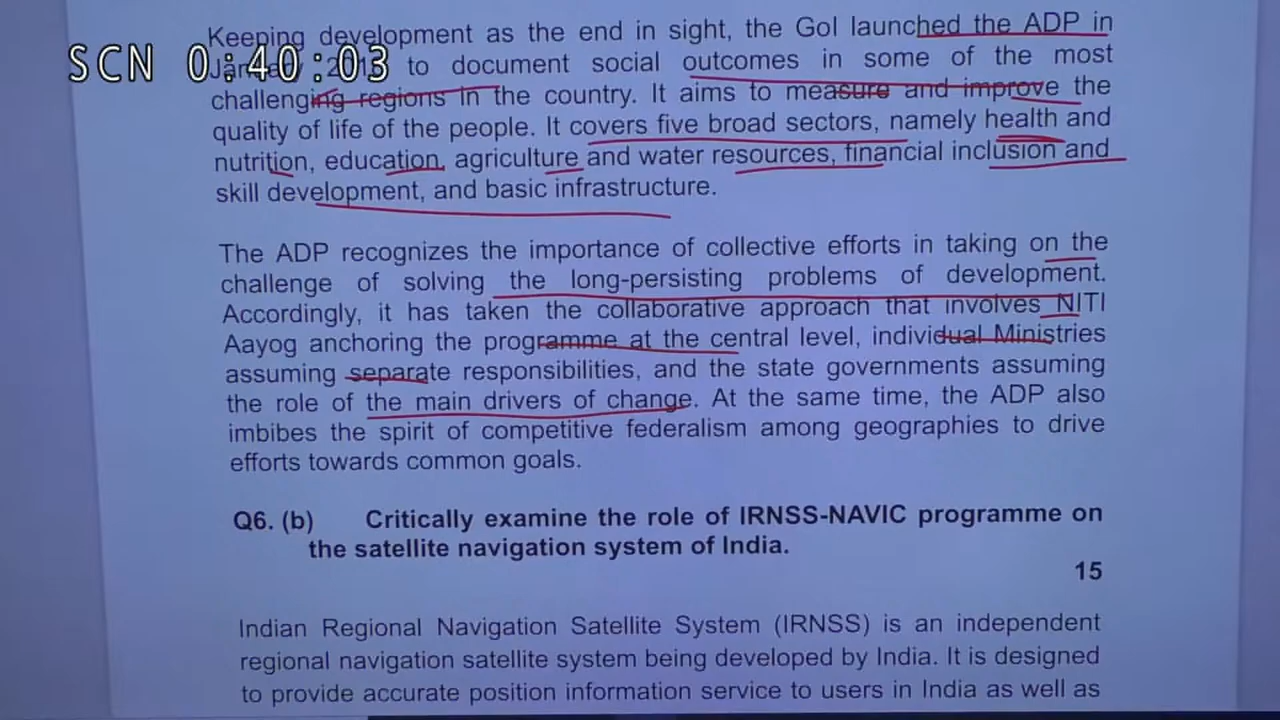 Keeping development as the end in sight, the GoI launched the ADP in
SCN 0:40:03
to document social outcomes in some of the most
challenging regions in the country. It aims to measure and improve the
quality of life of the people. It covers five broad sectors, namely health and
nutrition, education, agriculture and water resources, financial inclusion and
skill development, and basic infrastructure.
The ADP recognizes the importance of collective efforts in taking on the
challenge of solving the long-persisting problems of development.
Accordingly, it has taken the collaborative approach that involves NITI
Aayog anchoring the programme at the central level, individual Ministries
assuming separate responsibilities, and the state governments assuming
the role of the main drivers of change. At the same time, the ADP also
imbibes the spirit of competitive federalism among geographies to drive
efforts towards common goals.
Q6. (b) Critically examine the role of IRNSS-NAVIC programme on
the satellite navigation system of India.
15
Indian Regional Navigation Satellite System (IRNSS) is an independent
regional navigation satellite system being developed by India. It is designed
to provide accurate position information service to users in India as well as